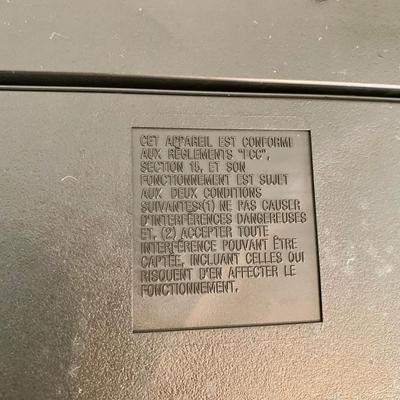 CET APPAREIL EST CONFORME
AUX RÈGLEMENTS "FCC",
SECTION 15, ET SON
FONCTIONNEMENT EST SUJET
AUX DEUX CONDITIONS
SUIVANTES:(1) NE PAS CAUSER
D'INTERFÉRENCES DANGEREUSES
ET, (2) ACCEPTER TOUTE
INTERFÉRENCE POUVANT ÊTRE
CAPTÉE, INCLUANT CELLES QUI
RISQUENT D'EN AFFECTER LE
FONCTIONNEMENT.